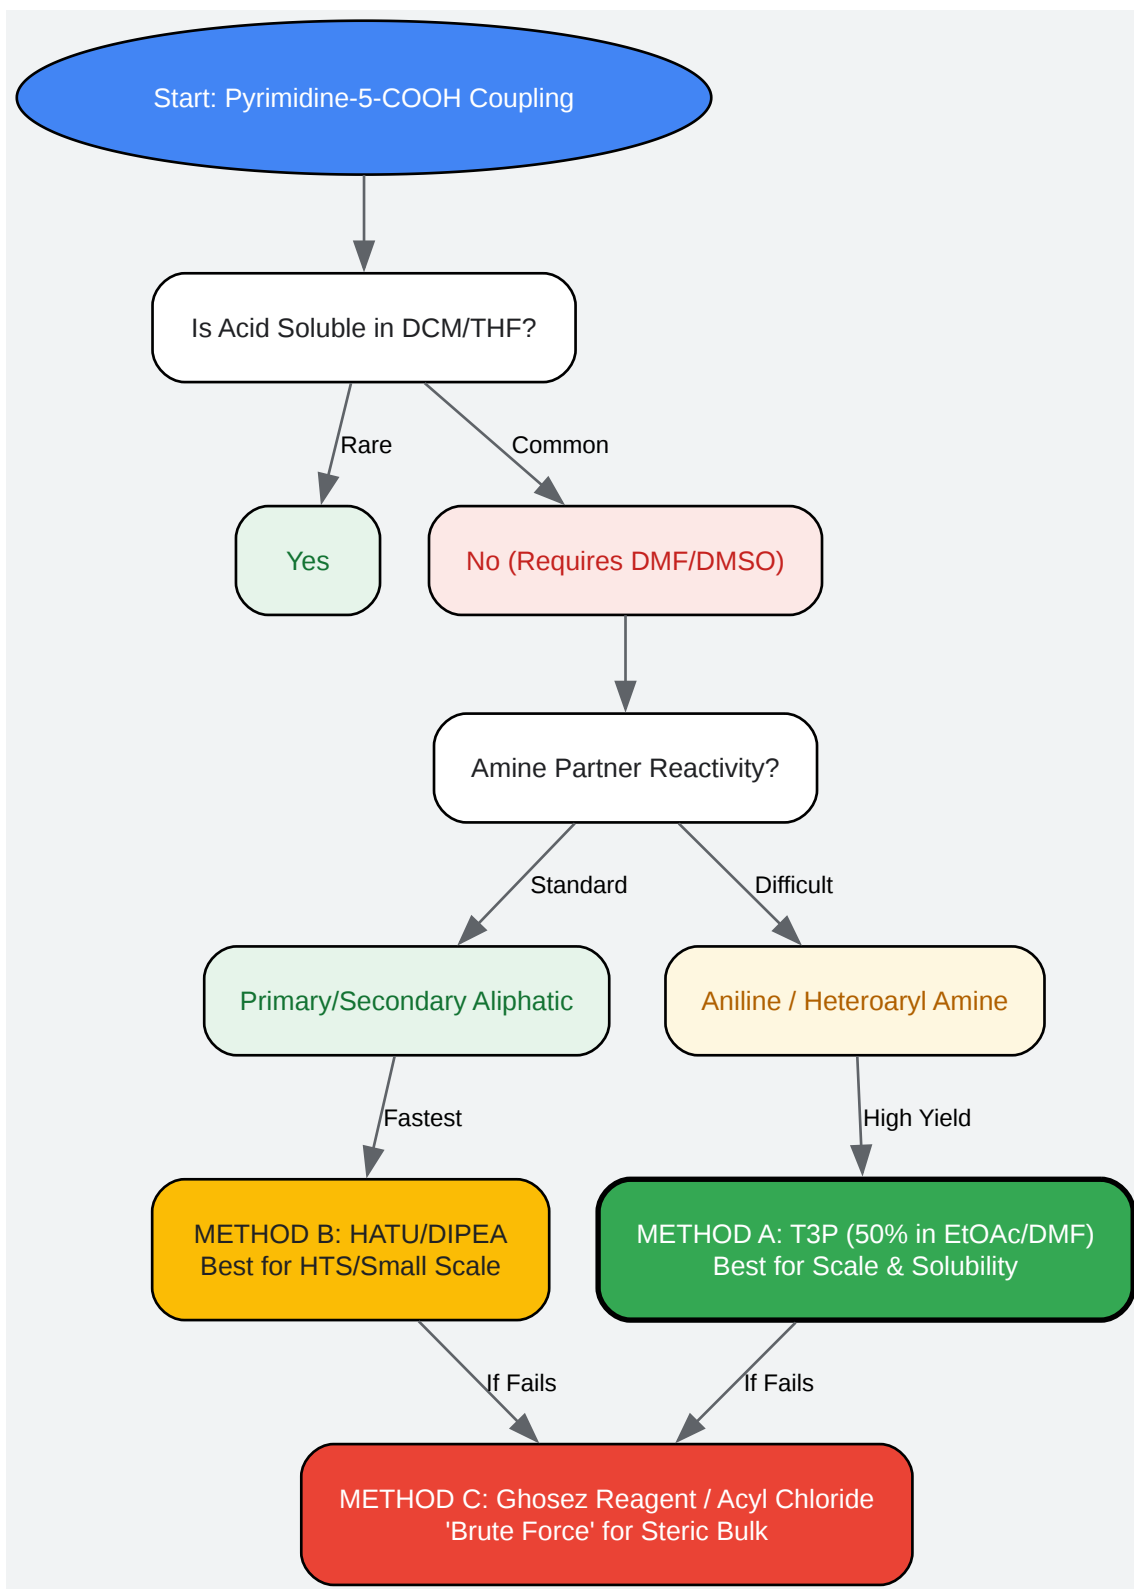 Start: Pyrimidine-5-COOH Coupling
Is Acid Soluble in DCM/THF?
Rare
Common
Yes
No (Requires DMF/DMSO)
Amine Partner Reactivity?
Standard
Difficult
Primary/Secondary Aliphatic
Aniline / Heteroaryl Amine
Fastest
High Yield
METHOD B: HATU/DIPEA
Best for HTS/Small Scale
METHOD A: T3P (50% in EtOAc/DMF)
Best for Scale & Solubility
If Fails
If Fails
METHOD C: Ghosez Reagent / Acyl Chloride
'Brute Force' for Steric Bulk